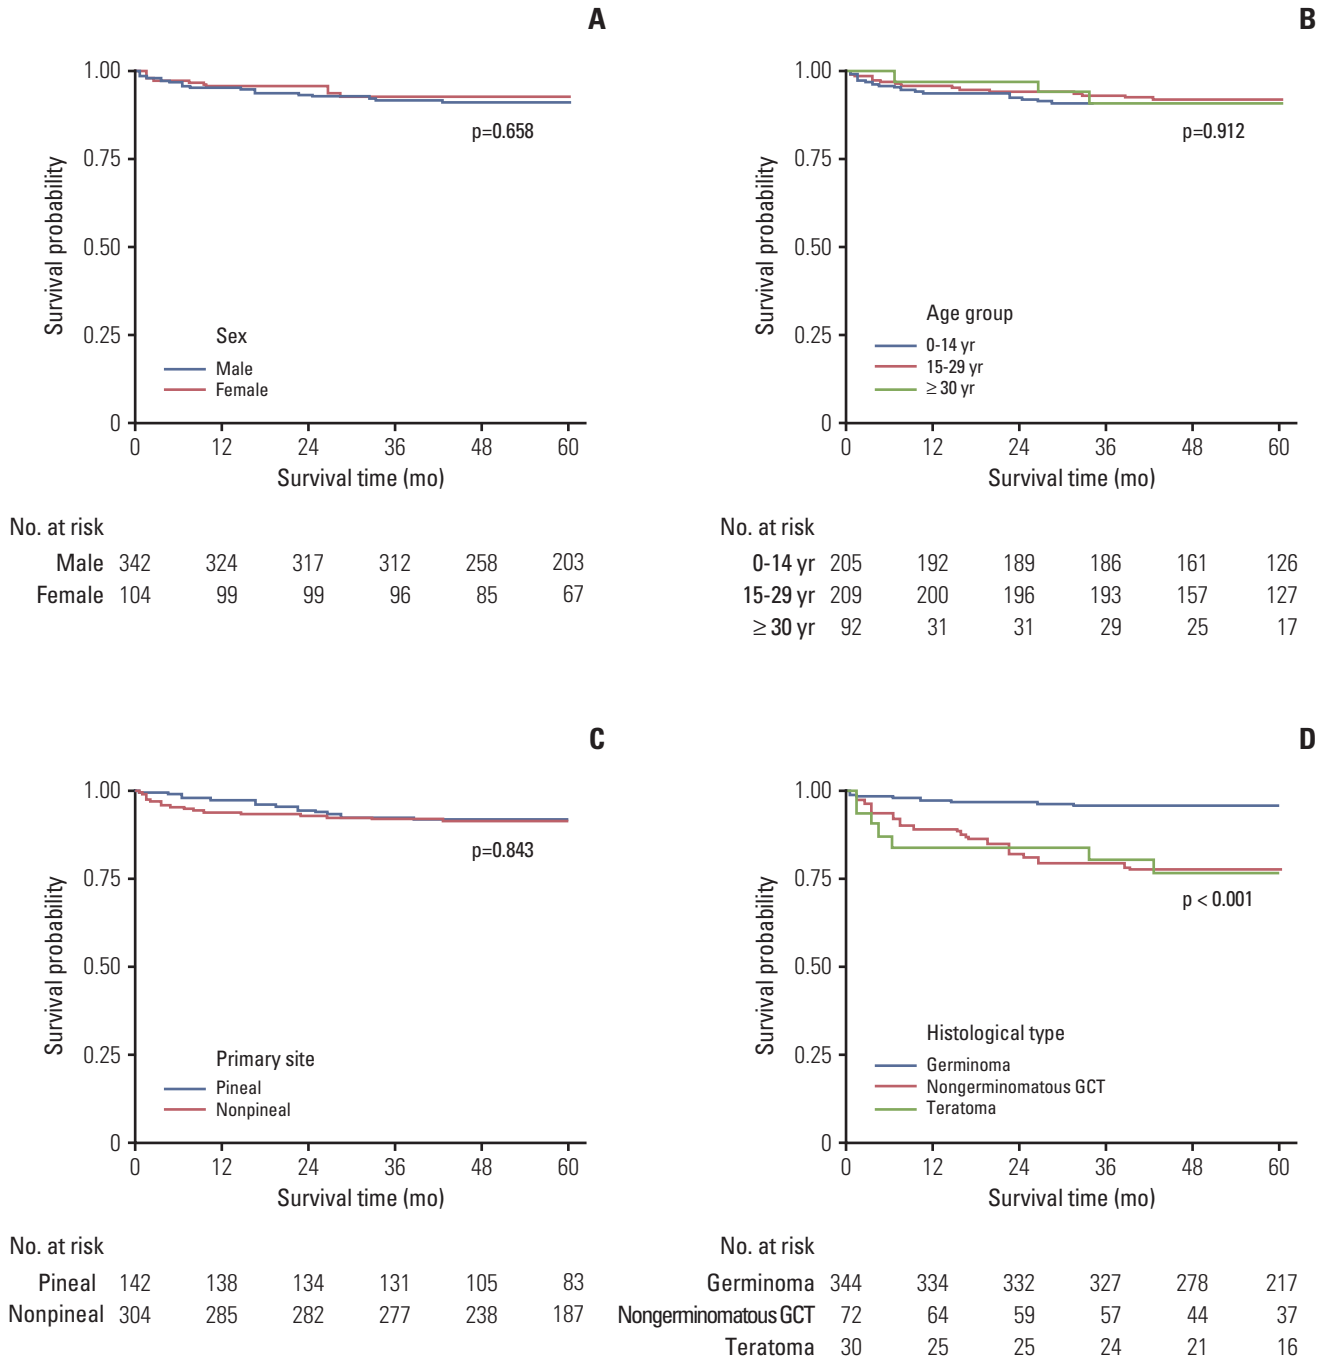 A
1.00
0.75
0.50
0.25
0
Survival probability
p=0.658
Sex
Male
Female
0 12 24 36 48 60
Survival time (mo)
No. at risk
Male 342 324 317 312 258 203
Female 104 99 99 96 85 67
B
1.00
0.75
0.50
0.25
0
Survival probability
p=0.912
Age group
0-14 yr
15-29 yr
≥ 30 yr
0 12 24 36 48 60
Survival time (mo)
No. at risk
0-14 yr 205 192 189 186 161 126
15-29 yr 209 200 196 193 157 127
≥ 30 yr 92 31 31 29 25 17
C
1.00
0.75
0.50
0.25
0
Survival probability
p=0.843
Primary site
Pineal
Nonpineal
0 12 24 36 48 60
Survival time (mo)
No. at risk
Pineal 142 138 134 131 105 83
Nonpineal 304 285 282 277 238 187
D
1.00
0.75
0.50
0.25
0
Survival probability
p < 0.001
Histological type
Germinoma
Nongerminomatous GCT
Teratoma
0 12 24 36 48 60
Survival time (mo)
No. at risk
Germinoma 344 334 332 327 278 217
Nongerminomatous GCT 72 64 59 57 44 37
Teratoma 30 25 25 24 21 16